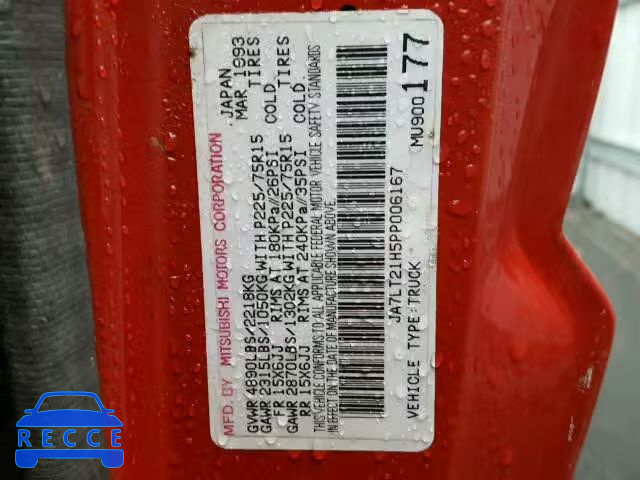 MFD. BY MITSUBISHI MOTORS CORPORATION
JAPAN
MAR 1993
GVWR 4890LBS/2218KG
GAWR 2315LBS/1050KG WITH P225/75R15 TIRES
FR 15X6JJ RIMS AT 180KPa//26PSI COLD
GAWR 2870LBS/1302KG WITH P225/75R15 TIRES
RR 15X6JJ RIMS AT 240KPa//35PSI COLD
THIS VEHICLE CONFORMS TO ALL APPLICABLE FEDERAL MOTOR VEHICLE SAFETY STANDARDS
IN EFFECT ON THE DATE OF MANUFACTURE SHOWN ABOVE.
JA7LT21H5PP006167
VEHICLE TYPE:TRUCK
MU900177
RECCE